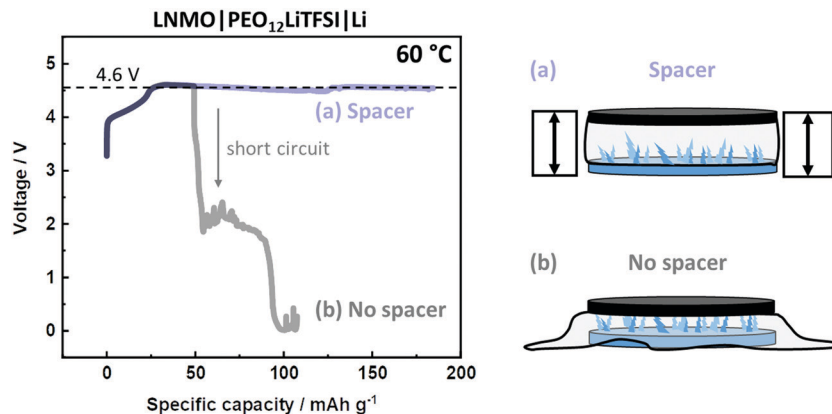 LNMO|PEO₁₂LiTFSI|Li
60 °C
4.6 V
(a) Spacer
short circuit
(b) No spacer
Voltage / V
5
4
3
2
1
0
0
50
100
150
200
Specific capacity / mAh g⁻¹
(a) Spacer
(b) No spacer